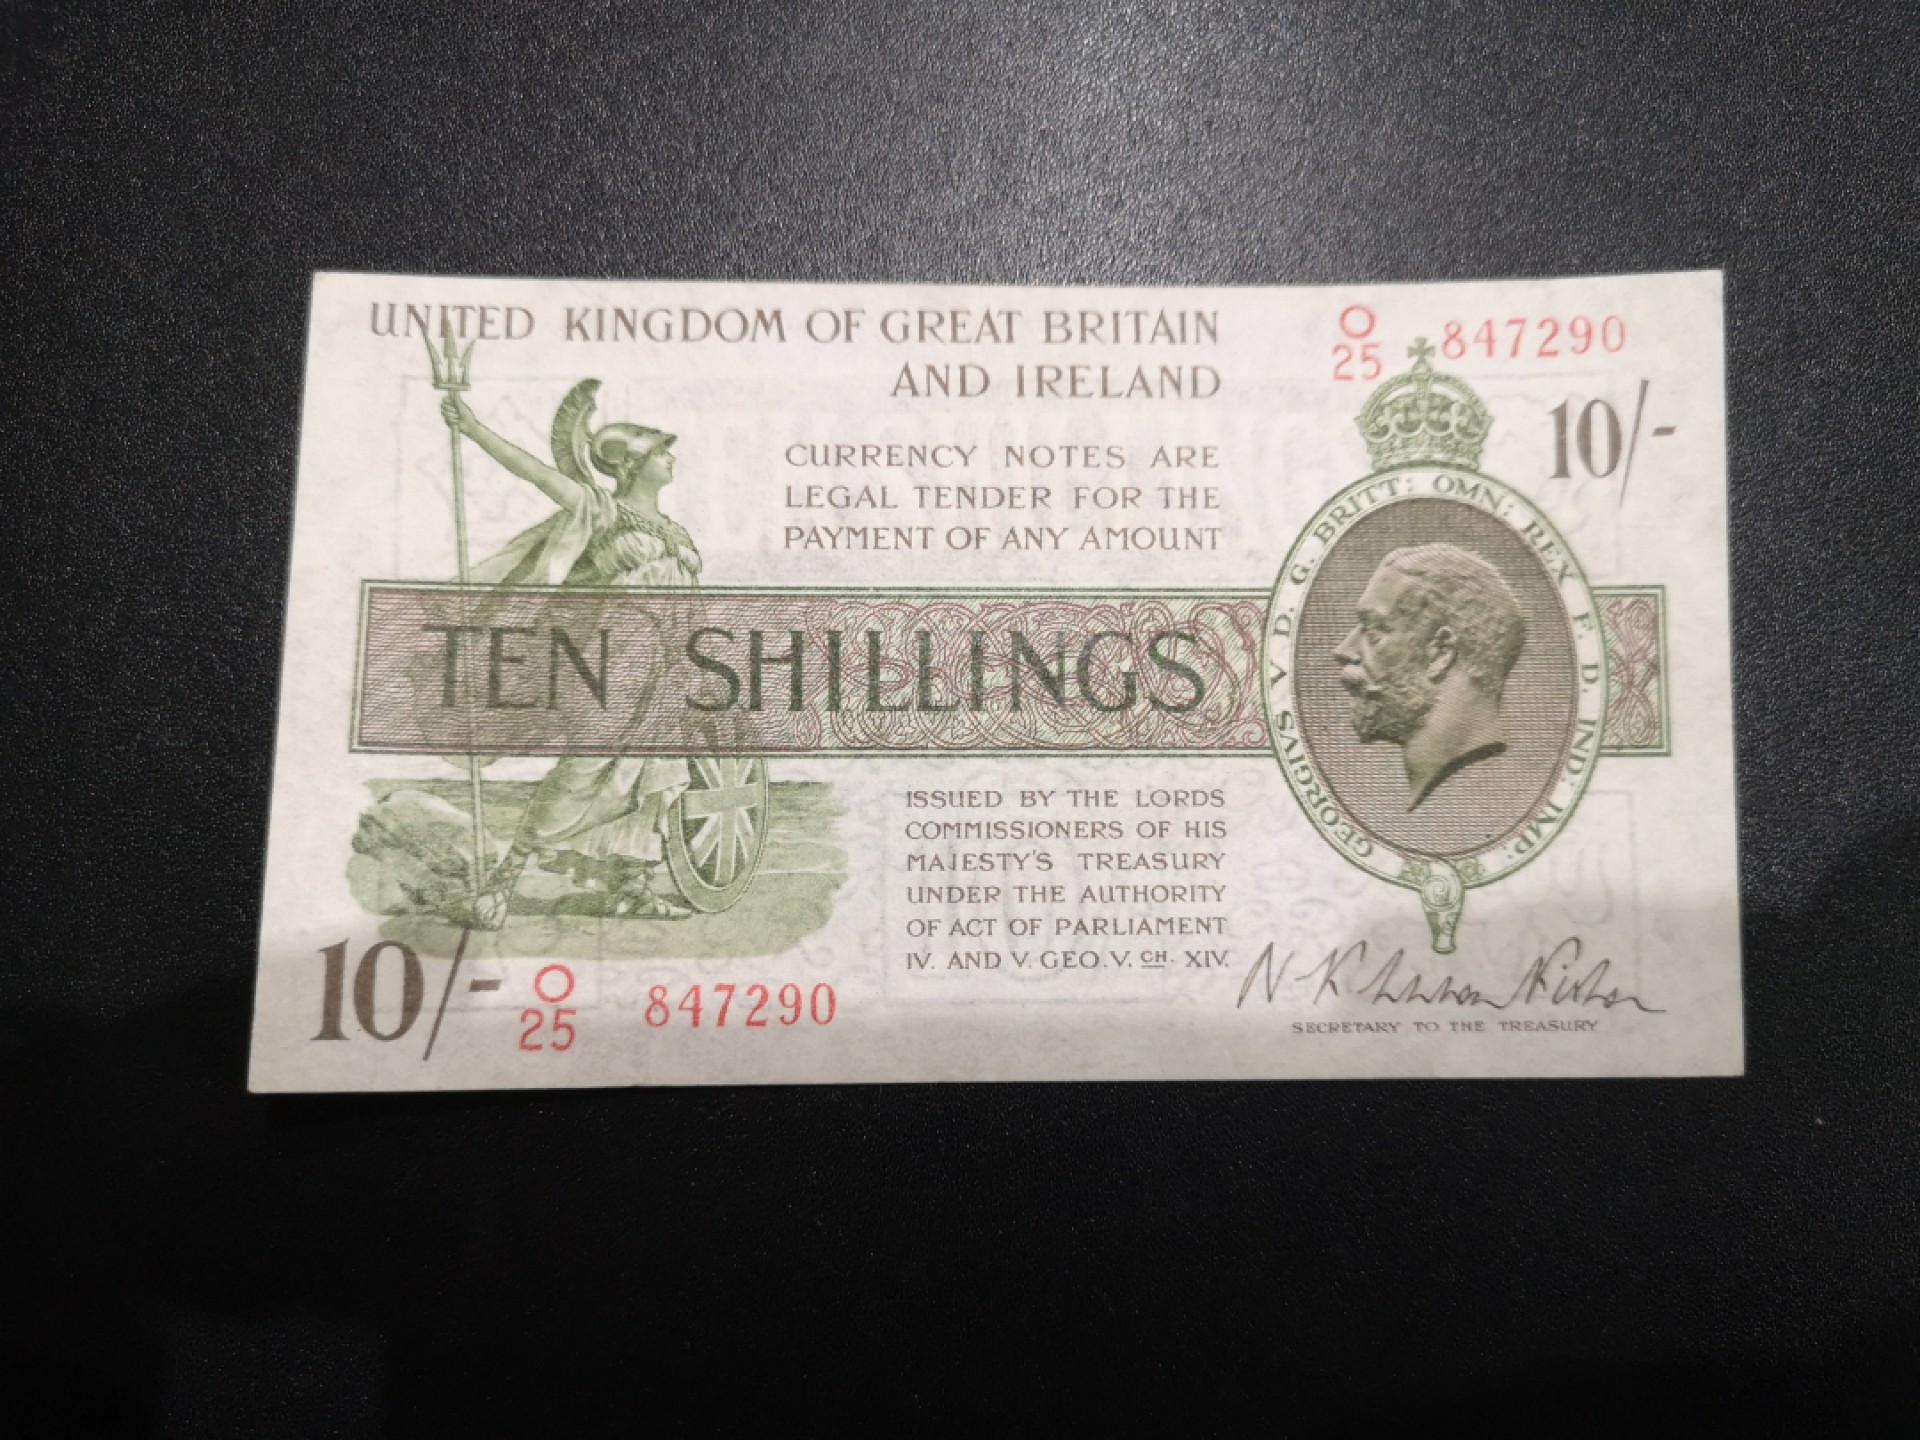 UNITED KINGDOM OF GREAT BRITAIN
AND IRELAND
O
25
847290
10/-
CURRENCY NOTES ARE
LEGAL TENDER FOR THE
PAYMENT OF ANY AMOUNT
TEN SHILLINGS
GEORGIVS V D. G. BRITT: OMN: REX F. D. IND: IMP:
ISSUED BY THE LORDS
COMMISSIONERS OF HIS
MAJESTY'S TREASURY
UNDER THE AUTHORITY
OF ACT OF PARLIAMENT
IV. AND V. GEO. V. CH. XIV.
10/-
O
25
847290
SECRETARY TO THE TREASURY